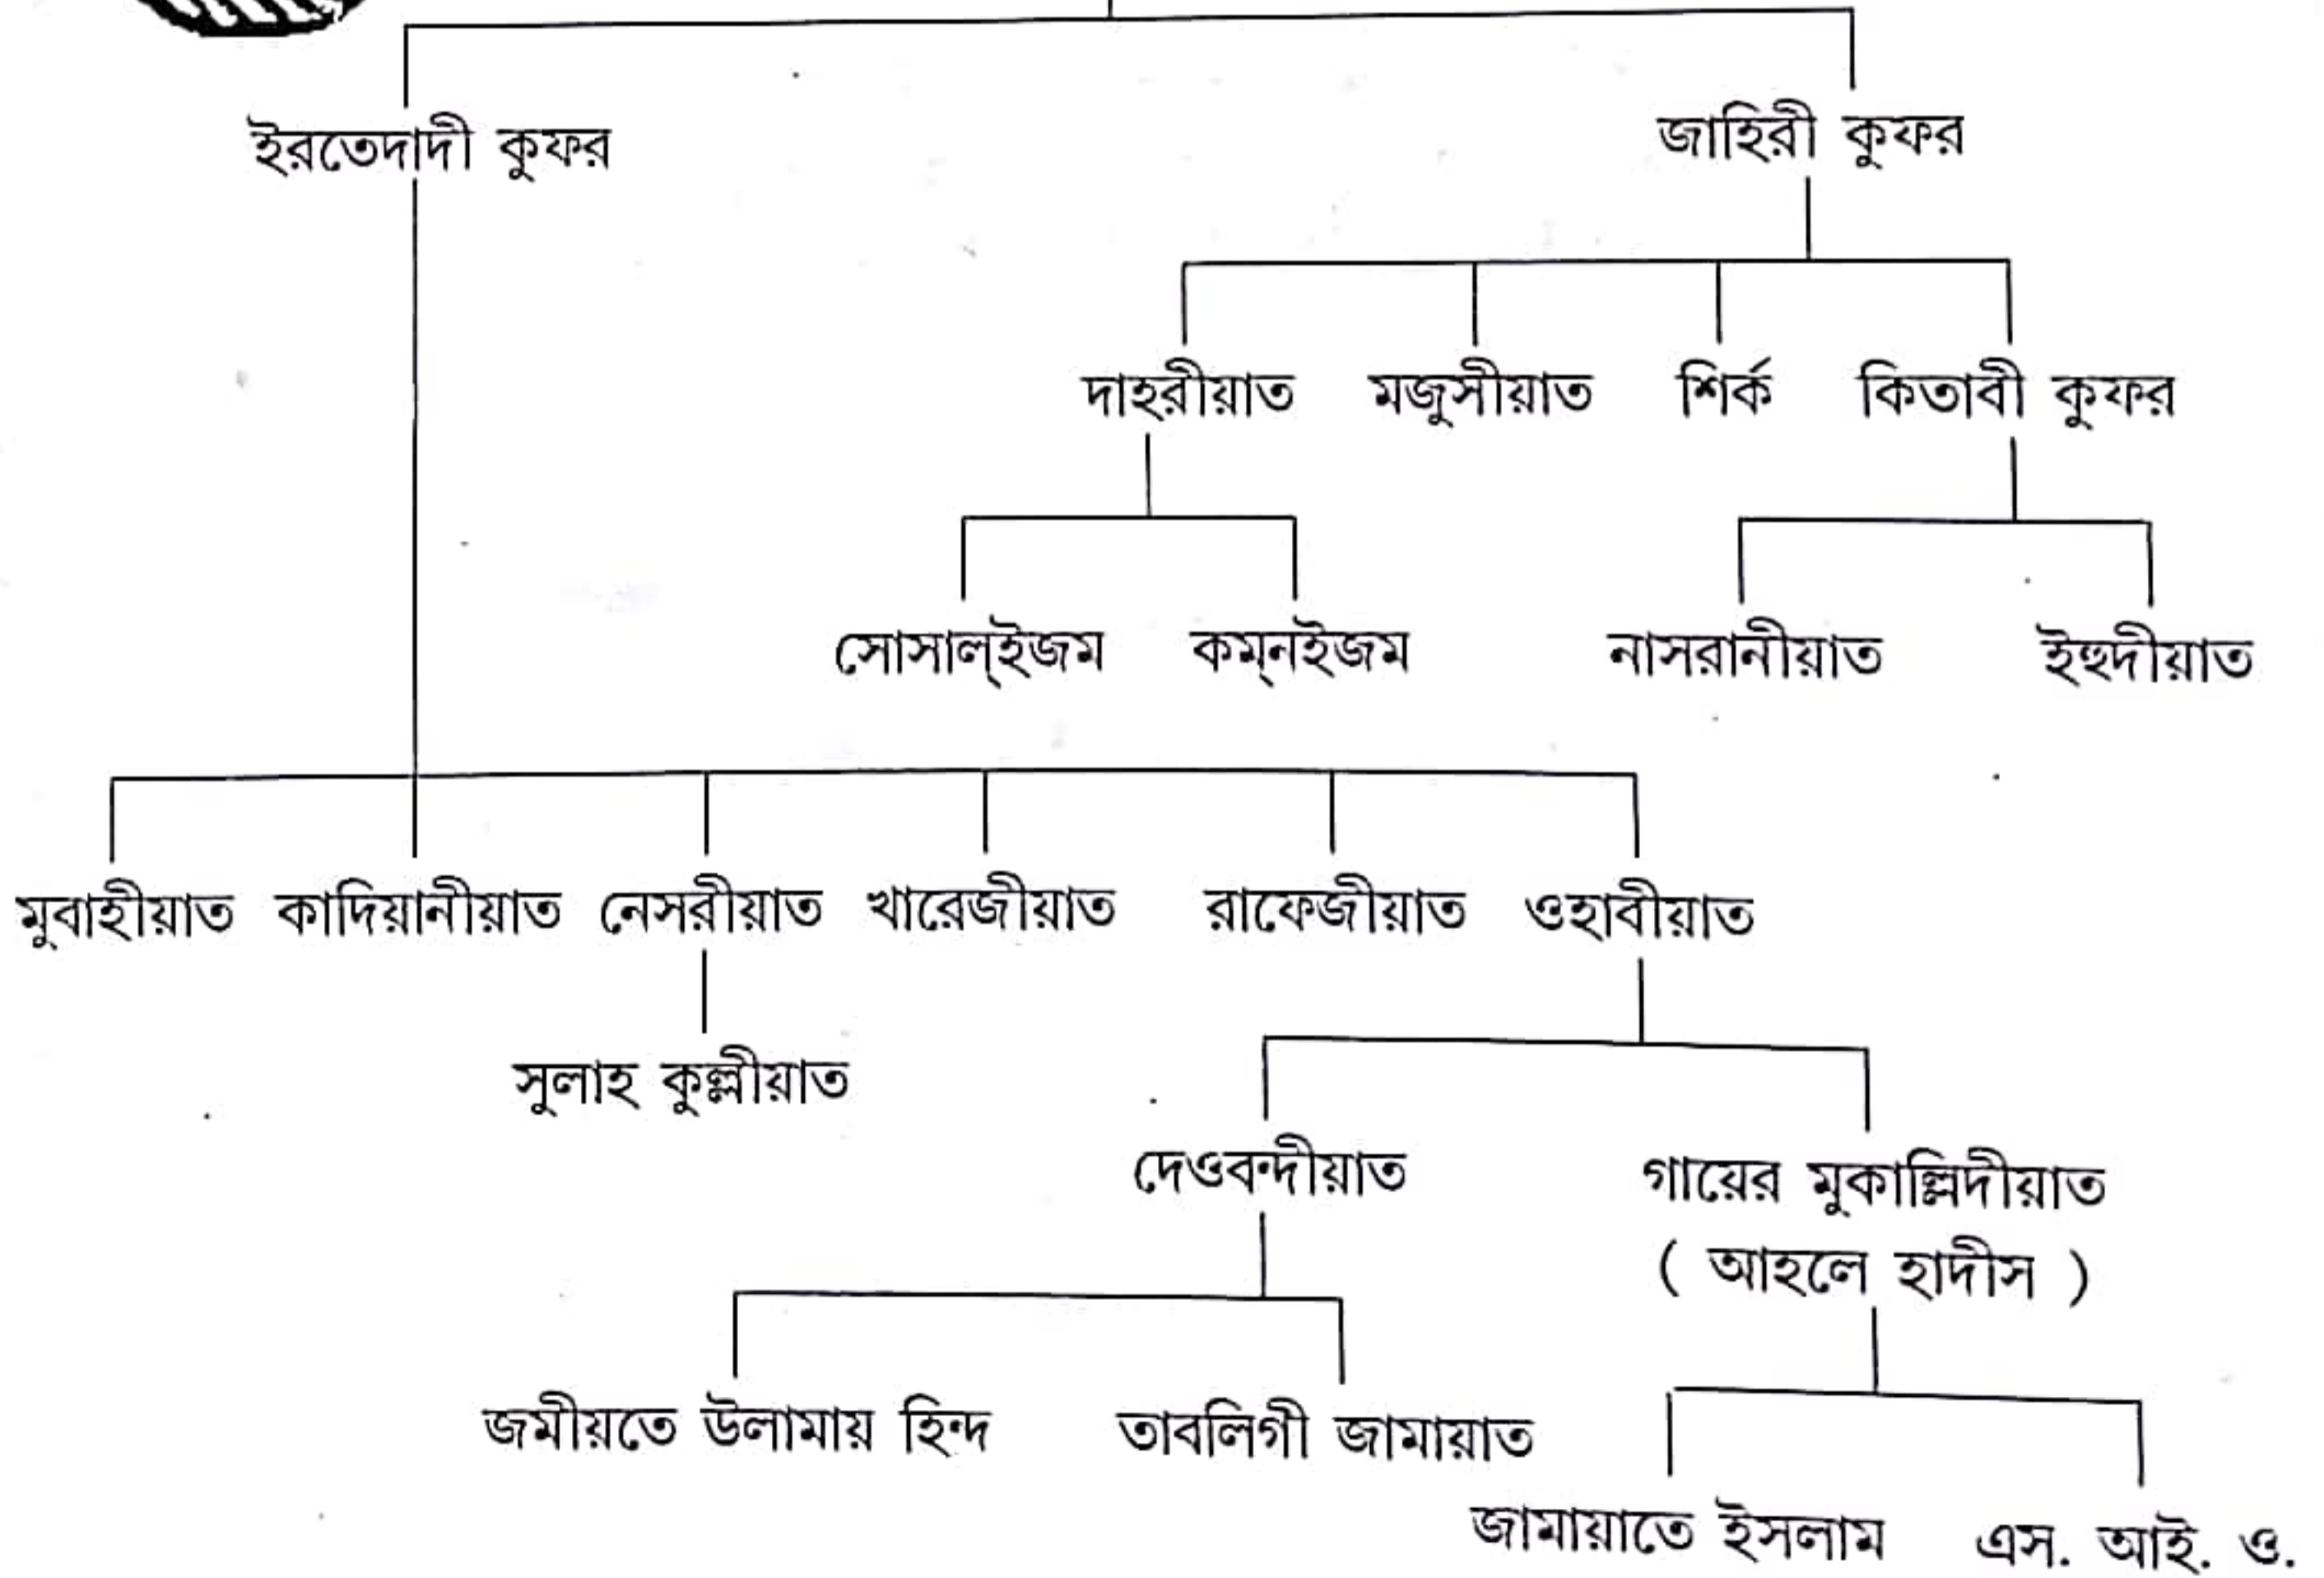 ইরতেদাদী কুফর জাহিরী কুফর
দাহরীয়াত মজুসীয়াত শির্ক কিতাবী কুফর
সোসাল্ইজম কম্নইজম নাসরানীয়াত ইহুদীয়াত
মুবাহীয়াত কাদিয়ানীয়াত নেসরীয়াত খারেজীয়াত রাফেজীয়াত ওহাবীয়াত
সুলাহ কুল্লীয়াত
দেওবন্দীয়াত গায়ের মুকাল্লিদীয়াত
( আহলে হাদীস )
জমীয়তে উলামায় হিন্দ তাবলিগী জামায়াত
জামায়াতে ইসলাম এস. আই. ও.